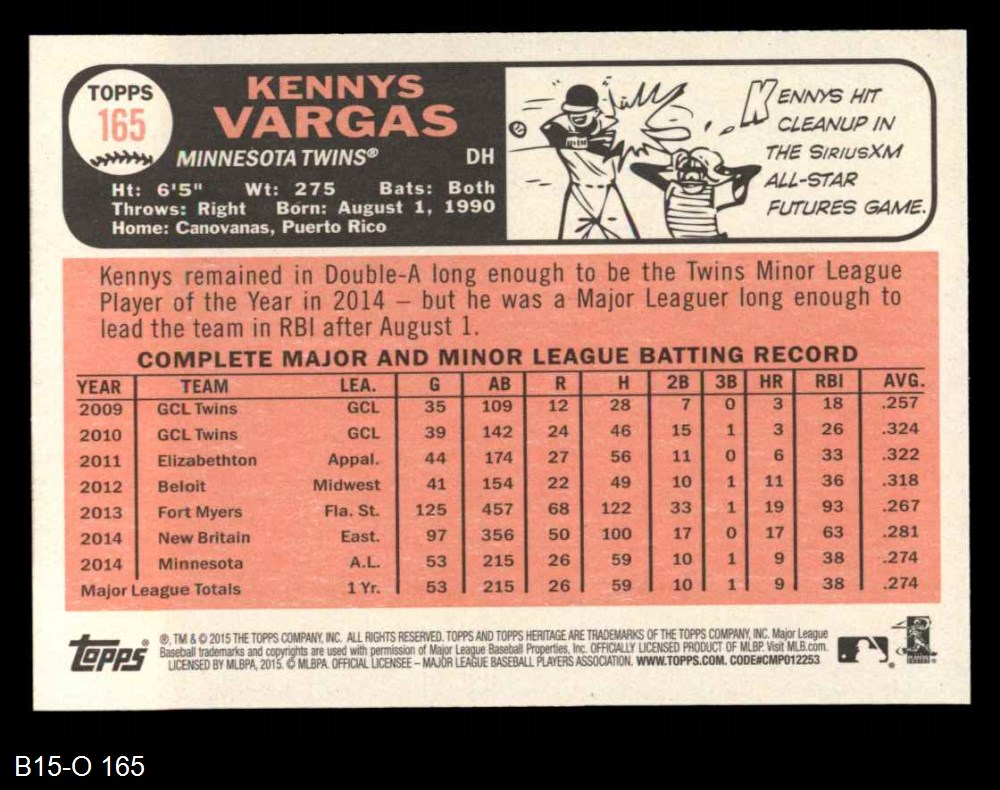 TOPPS
165
KENNYS
VARGAS
MINNESOTA TWINS® DH
Ht: 6'5" Wt: 275 Bats: Both
Throws: Right Born: August 1, 1990
Home: Canovanas, Puerto Rico
KENNYS HIT
CLEANUP IN
THE SIRIUSXM
ALL-STAR
FUTURES GAME.
Kennys remained in Double-A long enough to be the Twins Minor League
Player of the Year in 2014 – but he was a Major Leaguer long enough to
lead the team in RBI after August 1.
COMPLETE MAJOR AND MINOR LEAGUE BATTING RECORD
YEAR TEAM LEA. G AB R H 2B 3B HR RBI AVG.
2009 GCL Twins GCL 35 109 12 28 7 0 3 18 .257
2010 GCL Twins GCL 39 142 24 46 15 1 3 26 .324
2011 Elizabethton Appal. 44 174 27 56 11 0 6 33 .322
2012 Beloit Midwest 41 154 22 49 10 1 11 36 .318
2013 Fort Myers Fla. St. 125 457 68 122 33 1 19 93 .267
2014 New Britain East. 97 356 50 100 17 0 17 63 .281
2014 Minnesota A.L. 53 215 26 59 10 1 9 38 .274
Major League Totals 1 Yr. 53 215 26 59 10 1 9 38 .274
topps®
®, TM & © 2015 THE TOPPS COMPANY, INC. ALL RIGHTS RESERVED. TOPPS AND TOPPS HERITAGE ARE TRADEMARKS OF THE TOPPS COMPANY, INC. Major League
Baseball trademarks and copyrights are used with permission of Major League Baseball Properties, Inc. OFFICIALLY LICENSED PRODUCT OF MLBP. Visit MLB.com.
LICENSED BY MLBPA, 2015. © MLBPA. OFFICIAL LICENSEE – MAJOR LEAGUE BASEBALL PLAYERS ASSOCIATION. WWW.TOPPS.COM. CODE#CMP012253
B15-O 165